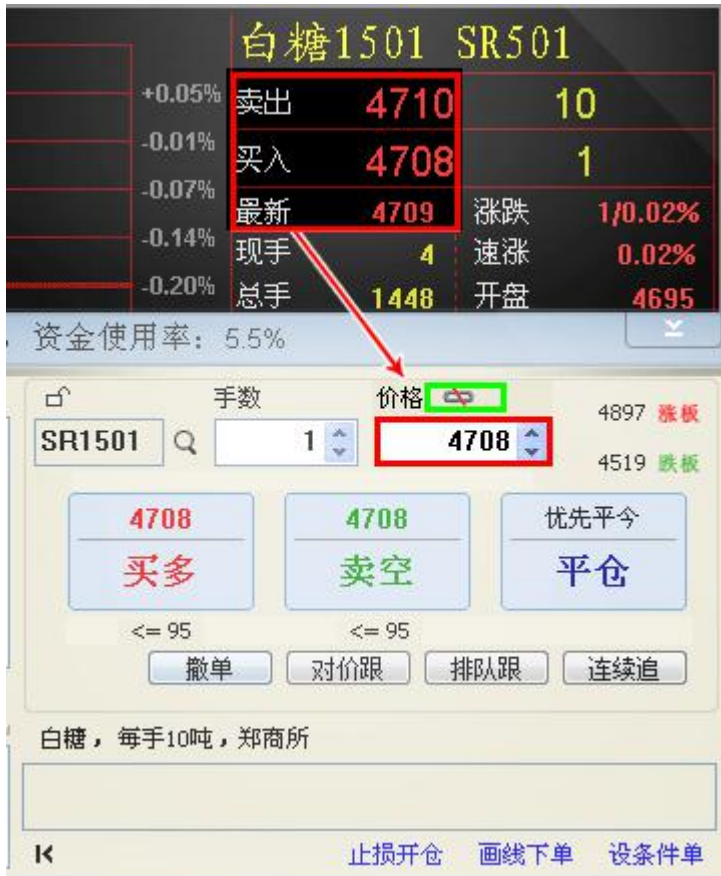 白糖1501 SR501
+0.05% 卖出 4710 10
-0.01% 买入 4708 1
-0.07% 最新 4709 涨跌 1/0.02%
-0.14% 现手 4 速涨 0.02%
-0.20% 总手 1448 开盘 4695
资金使用率: 5.5%
手数 价格
4897 涨板
SR1501 1 4708
4519 跌板
4708 4708 优先平今
买多 卖空 平仓
<= 95 <= 95
撤单 对价跟 排队跟 连续追
白糖，每手10吨，郑商所
止损开仓 画线下单 设条件单